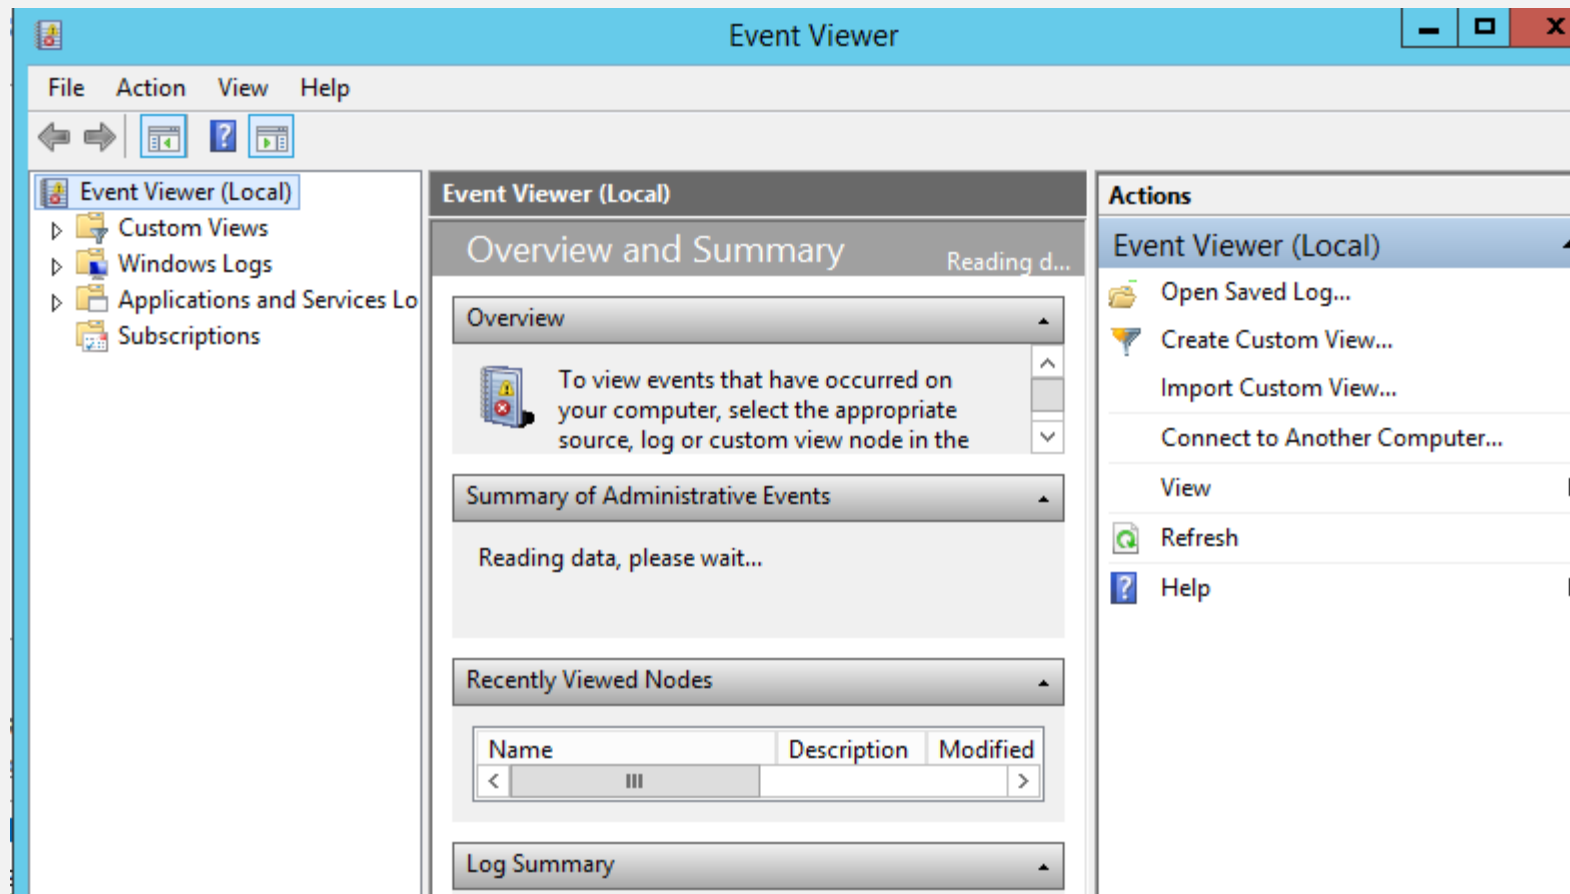 Event Viewer
File Action View Help
Event Viewer (Local)
Custom Views
Windows Logs
Applications and Services Lo
Subscriptions
Event Viewer (Local)
Overview and Summary
Reading d...
Overview
To view events that have occurred on
your computer, select the appropriate
source, log or custom view node in the
Summary of Administrative Events
Reading data, please wait...
Recently Viewed Nodes
Name Description Modified
Log Summary
Actions
Event Viewer (Local)
Open Saved Log...
Create Custom View...
Import Custom View...
Connect to Another Computer...
View
Refresh
Help